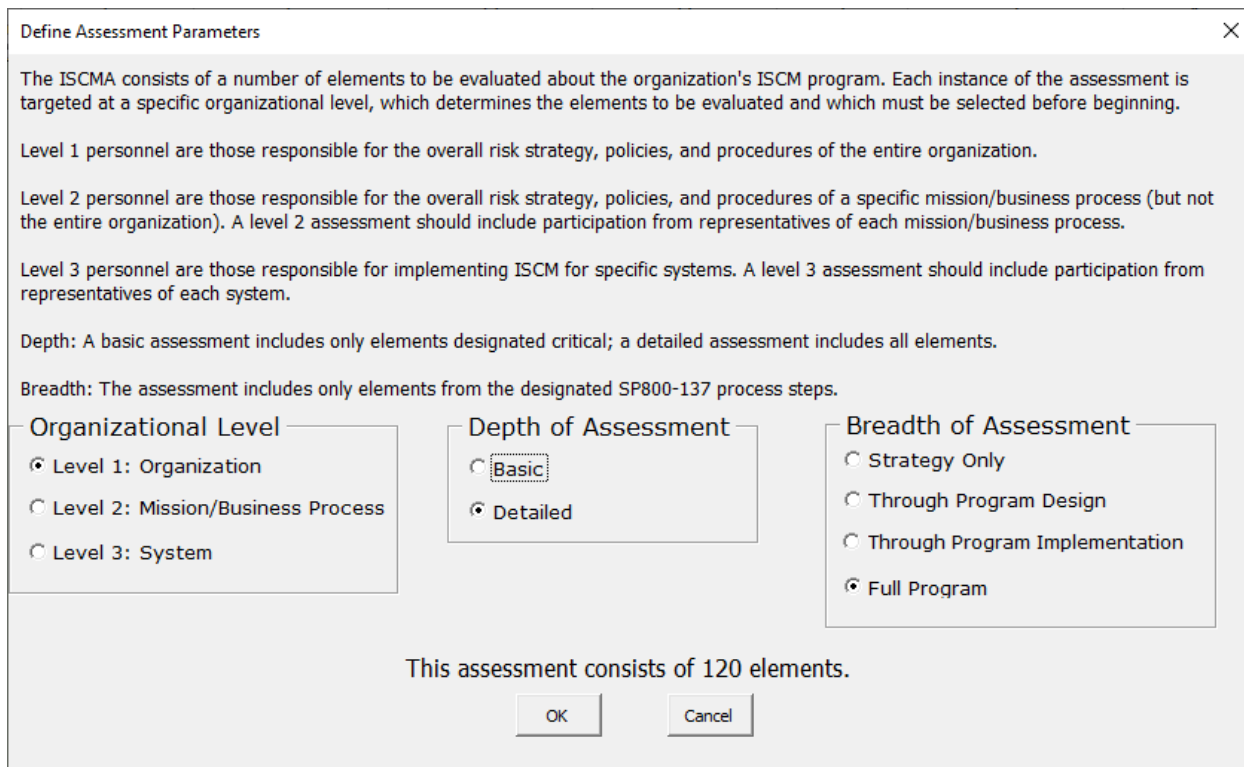 Define Assessment Parameters
The ISCMA consists of a number of elements to be evaluated about the organization's ISCM program. Each instance of the assessment is
targeted at a specific organizational level, which determines the elements to be evaluated and which must be selected before beginning.
Level 1 personnel are those responsible for the overall risk strategy, policies, and procedures of the entire organization.
Level 2 personnel are those responsible for the overall risk strategy, policies, and procedures of a specific mission/business process (but not
the entire organization). A level 2 assessment should include participation from representatives of each mission/business process.
Level 3 personnel are those responsible for implementing ISCM for specific systems. A level 3 assessment should include participation from
representatives of each system.
Depth: A basic assessment includes only elements designated critical; a detailed assessment includes all elements.
Breadth: The assessment includes only elements from the designated SP800-137 process steps.
Organizational Level
Level 1: Organization
Level 2: Mission/Business Process
Level 3: System
Depth of Assessment
Basic
Detailed
Breadth of Assessment
Strategy Only
Through Program Design
Through Program Implementation
Full Program
This assessment consists of 120 elements.
OK
Cancel